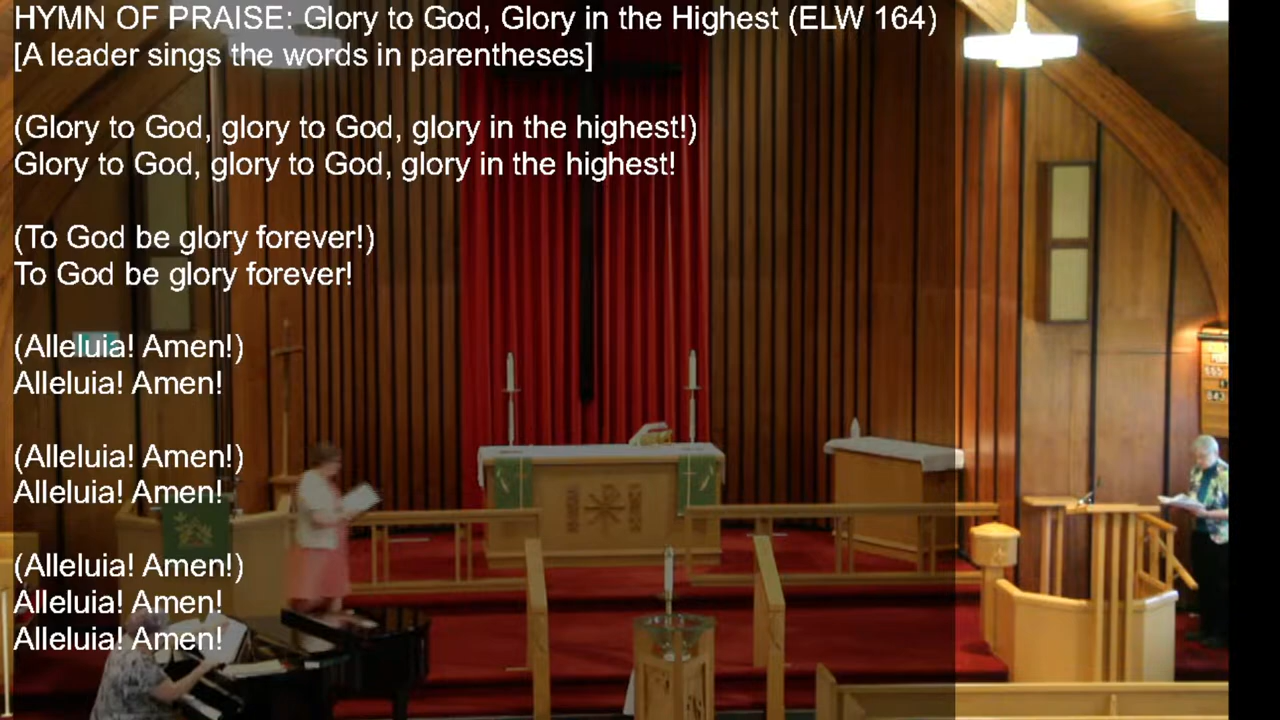 HYMN OF PRAISE: Glory to God, Glory in the Highest (ELW 164)
[A leader sings the words in parentheses]
(Glory to God, glory to God, glory in the highest!)
Glory to God, glory to God, glory in the highest!
(To God be glory forever!)
To God be glory forever!
(Alleluia! Amen!)
Alleluia! Amen!
(Alleluia! Amen!)
Alleluia! Amen!
(Alleluia! Amen!)
Alleluia! Amen!
Alleluia! Amen!